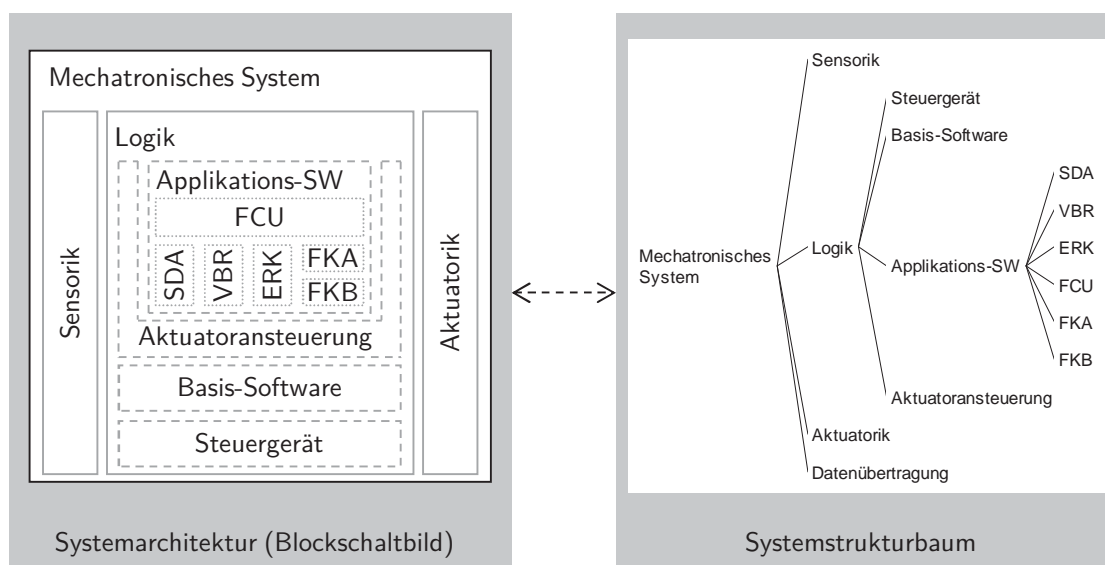 Mechatronisches System
Sensorik
Logik
Applikations-SW
FCU
SDA
VBR
ERK
FKA
FKB
Aktuatoransteuerung
Basis-Software
Steuergerät
Aktuatorik
Systemarchitektur (Blockschaltbild)
Mechatronisches
System
Sensorik
Logik
Aktuatorik
Datenübertragung
Steuergerät
Basis-Software
Applikations-SW
Aktuatoransteuerung
SDA
VBR
ERK
FCU
FKA
FKB
Systemstrukturbaum